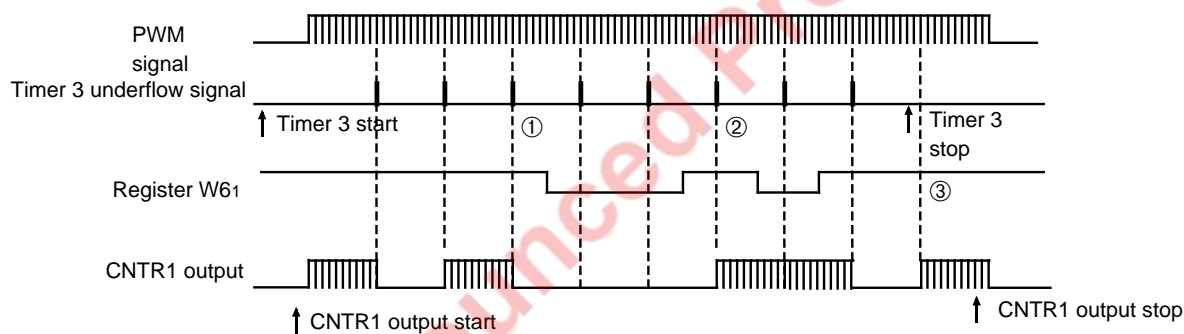 PWM
signal
Timer 3 underflow signal
Timer 3 start
①
②
Timer 3
stop
Register W61
③
CNTR1 output
CNTR1 output start
CNTR1 output stop